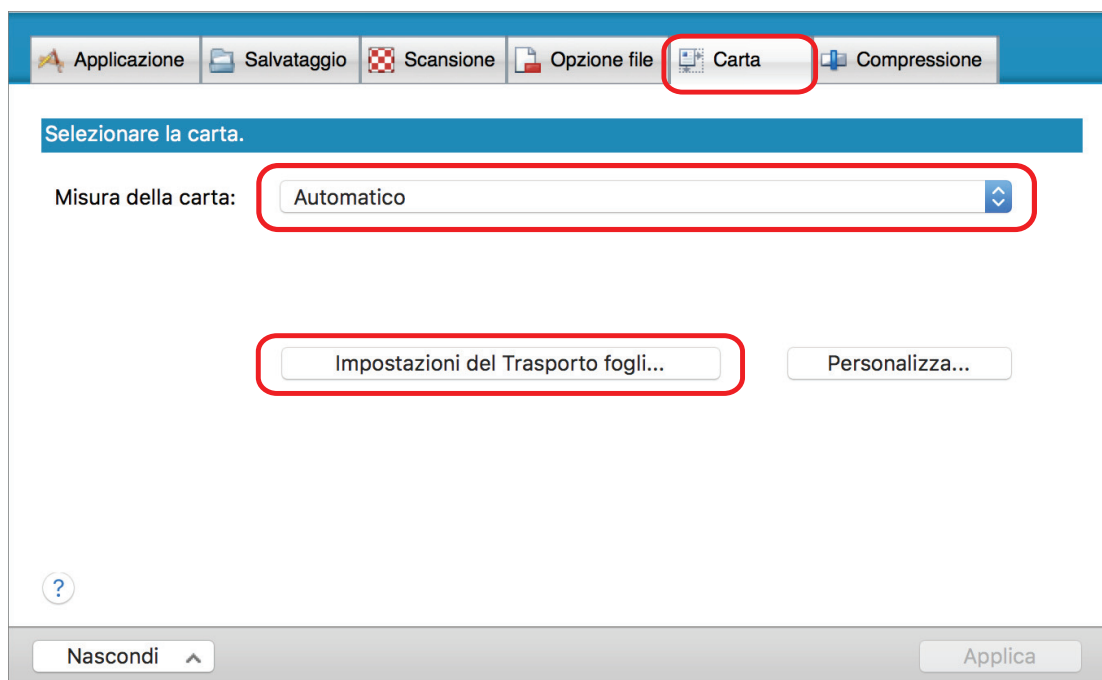 Applicazione Salvataggio Scansione Opzione file Carta Compressione
Selezionare la carta.
Misura della carta: Automatico
Impostazioni del Trasporto fogli... Personalizza...
?
Nascondi Applica